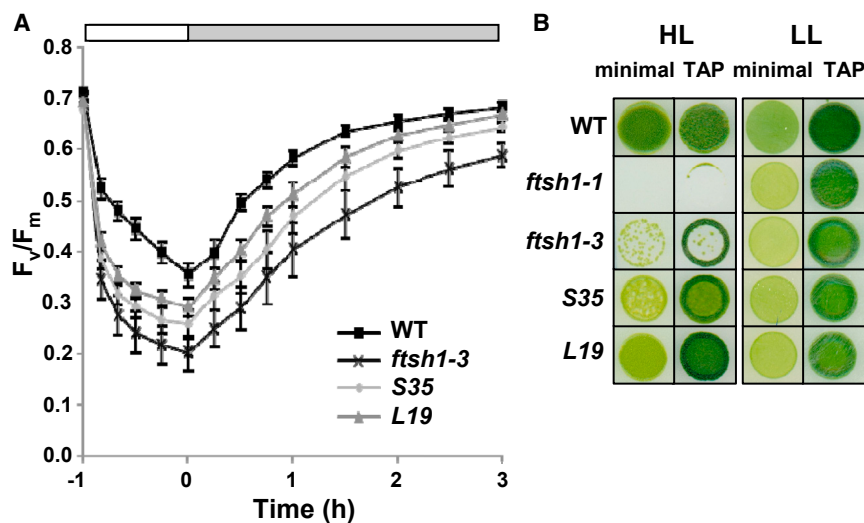 A
0.8
0.7
0.6
0.5
0.4
0.3
0.2
0.1
0.0
Fv/Fm
-1 0 1 2 3
Time (h)
WT
ftsh1-3
S35
L19
B
HL LL
minimal TAP minimal TAP
WT
ftsh1-1
ftsh1-3
S35
L19